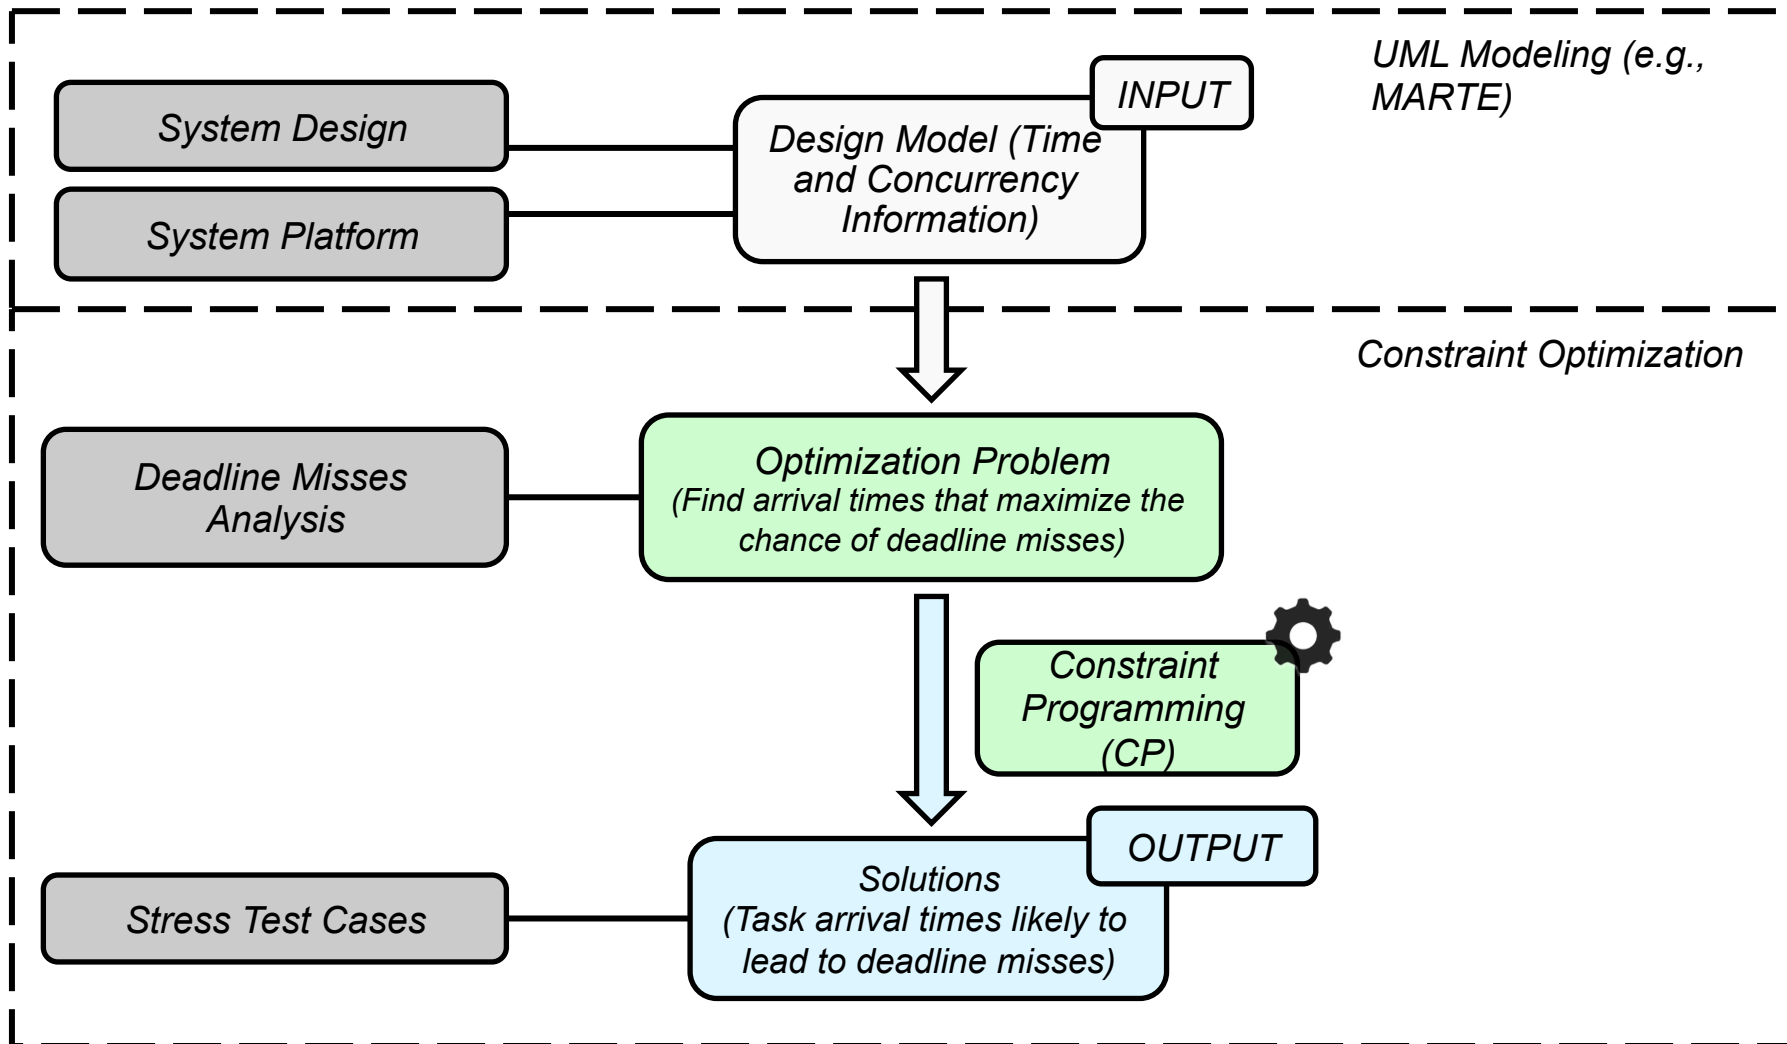 UML Modeling (e.g.,
MARTE)
INPUT
System Design
Design Model (Time
and Concurrency
Information)
System Platform
Constraint Optimization
Deadline Misses
Analysis
Optimization Problem
(Find arrival times that maximize the
chance of deadline misses)
Constraint
Programming
(CP)
OUTPUT
Solutions
(Task arrival times likely to
lead to deadline misses)
Stress Test Cases